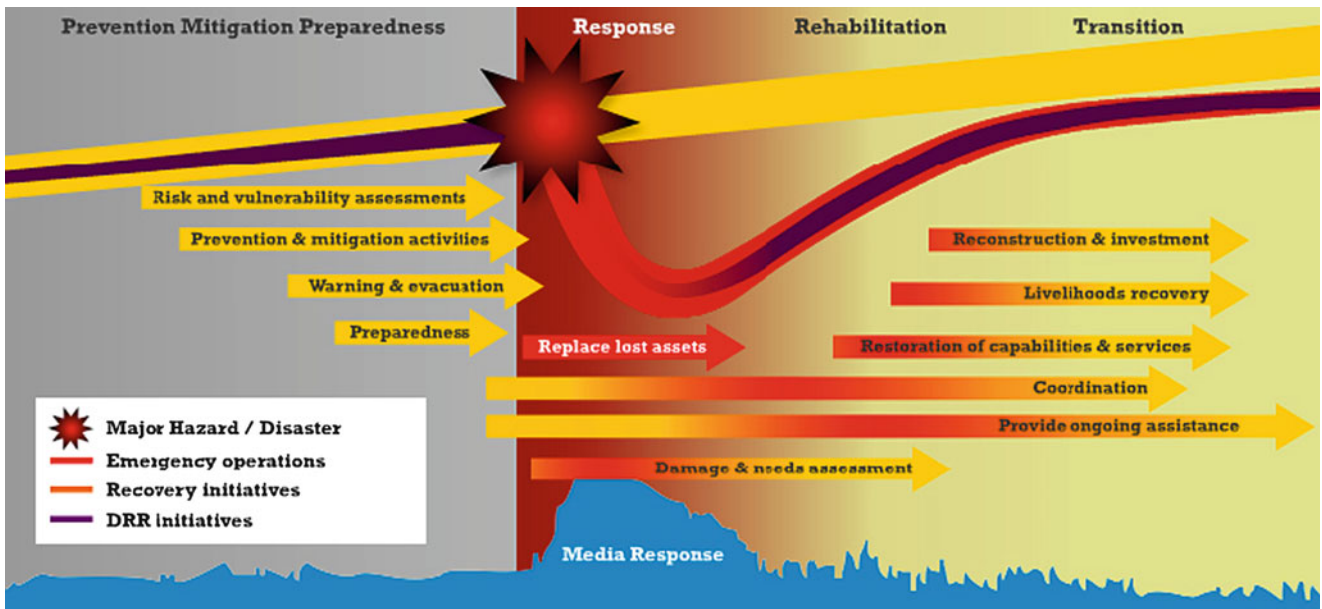 Prevention Mitigation Preparedness
Response
Rehabilitation
Transition
Risk and vulnerability assessments
Prevention & mitigation activities
Warning & evacuation
Preparedness
Replace lost assets
Reconstruction & investment
Livelihoods recovery
Restoration of capabilities & services
Coordination
Provide ongoing assistance
Damage & needs assessment
Major Hazard / Disaster
Emergency operations
Recovery initiatives
DRR initiatives
Media Response